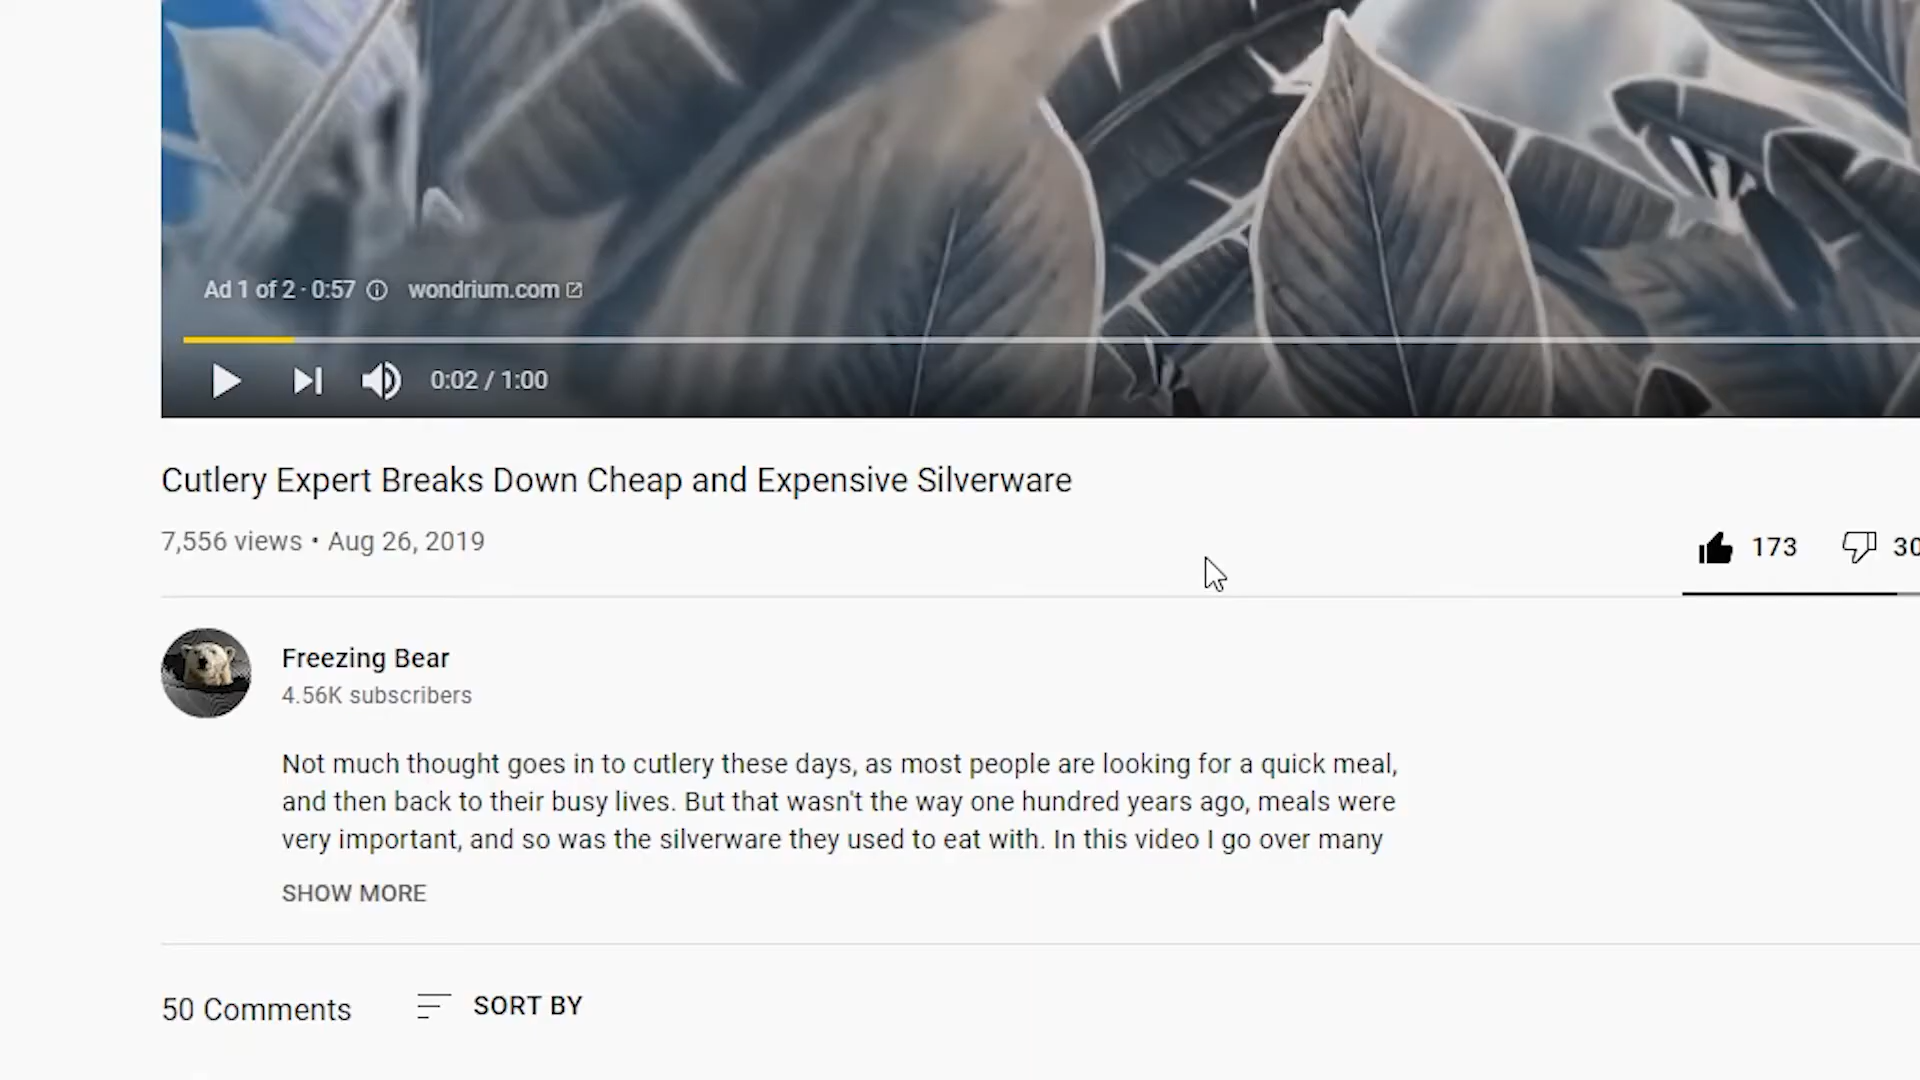 Ad 1 of 2 · 0:57 wondrium.com
0:02 / 1:00
Cutlery Expert Breaks Down Cheap and Expensive Silverware
7,556 views • Aug 26, 2019
173 30
Freezing Bear
4.56K subscribers
Not much thought goes in to cutlery these days, as most people are looking for a quick meal,
and then back to their busy lives. But that wasn't the way one hundred years ago, meals were
very important, and so was the silverware they used to eat with. In this video I go over many
SHOW MORE
50 Comments SORT BY